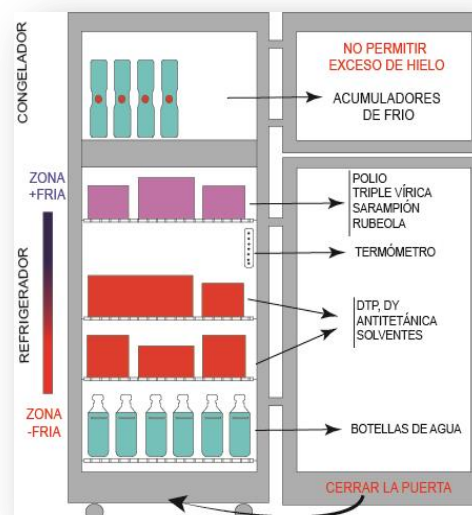 CONGELADOR
NO PERMITIR
EXCESO DE HIELO
ACUMULADORES
DE FRIO
ZONA
+FRIA
REFRIGERADOR
ZONA
-FRIA
POLIO
TRIPLE VÍRICA
SARAMPIÓN
RUBEOLA
TERMÓMETRO
DTP, DY
ANTITETÁNICA
SOLVENTES
BOTELLAS DE AGUA
CERRAR LA PUERTA